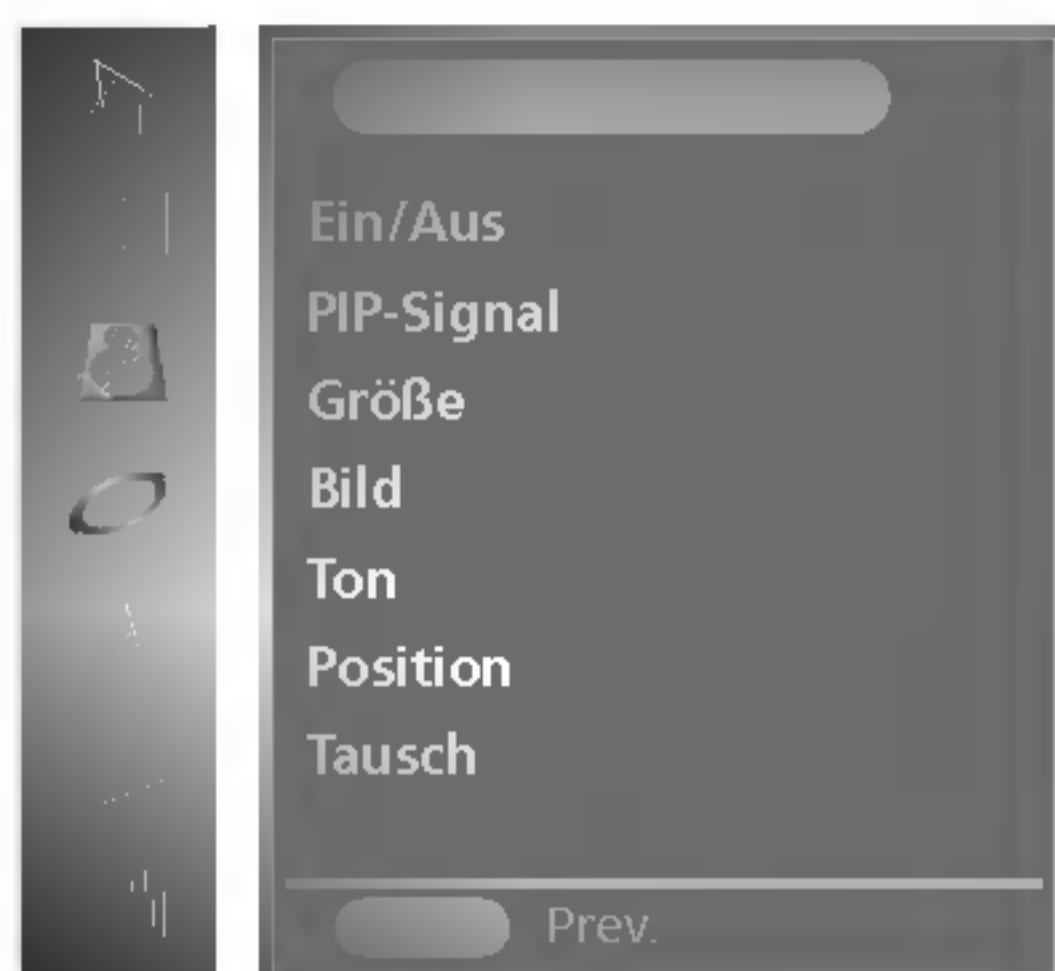 Ein/Aus
PIP-Signal
Größe
Bild
Ton
Position
Tausch
Prev.